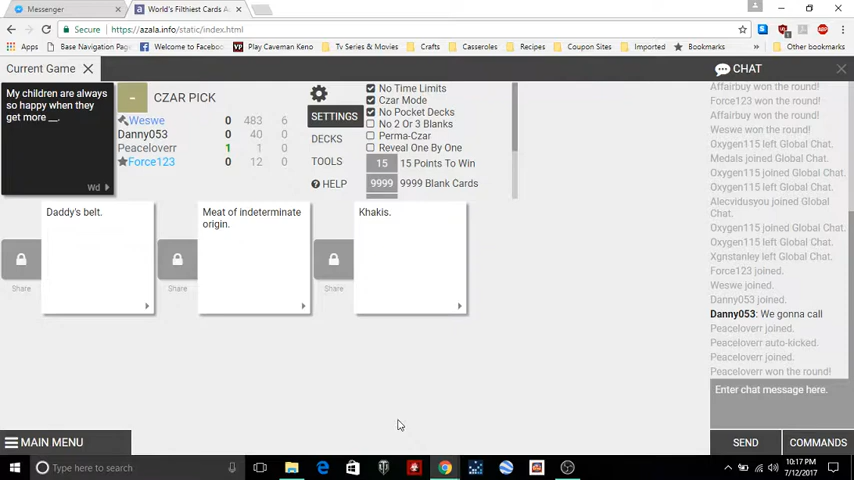 Messenger
World's Filthiest Cards A
Secure
https://azala.info/static/index.html
Apps
Base Navigation Page
Welcome to Facebo
Play Caveman Keno
Tv Series & Movies
Crafts
Casseroles
Recipes
Coupon Sites
Imported
Bookmarks
Other bookmarks
Current Game
My children are always
so happy when they
get more __.
Wd
-
CZAR PICK
Weswe 0 483 6
Danny053 0 40 0
Peaceloverr 1 1 0
Force123 0 12 0
SETTINGS
DECKS
TOOLS
HELP
No Time Limits
Czar Mode
No Pocket Decks
No 2 Or 3 Blanks
Perma-Czar
Reveal One By One
15 15 Points To Win
9999 9999 Blank Cards
Share
Daddy's belt.
Share
Meat of indeterminate
origin.
Share
Khakis.
CHAT
Affairbuy won the round!
Force123 won the round!
Affairbuy won the round!
Weswe won the round!
Oxygen115 left Global Chat.
Medals joined Global Chat.
Oxygen115 joined Global Chat.
Oxygen115 left Global Chat.
Alecvidusyou joined Global
Chat.
Oxygen115 joined Global Chat.
Oxygen115 left Global Chat.
Xgnstanley left Global Chat.
Force123 joined.
Weswe joined.
Danny053 joined.
Danny053: We gonna call
Peaceloverr joined.
Peaceloverr auto-kicked.
Peaceloverr joined.
Peaceloverr won the round!
Enter chat message here.
SEND
COMMANDS
MAIN MENU
Type here to search
10:17 PM
7/12/2017